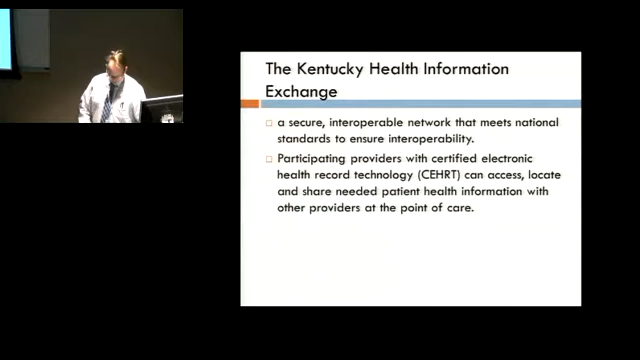 The Kentucky Health Information
Exchange
a secure, interoperable network that meets national
standards to ensure interoperability.
Participating providers with certified electronic
health record technology (CEHRT) can access, locate
and share needed patient health information with
other providers at the point of care.